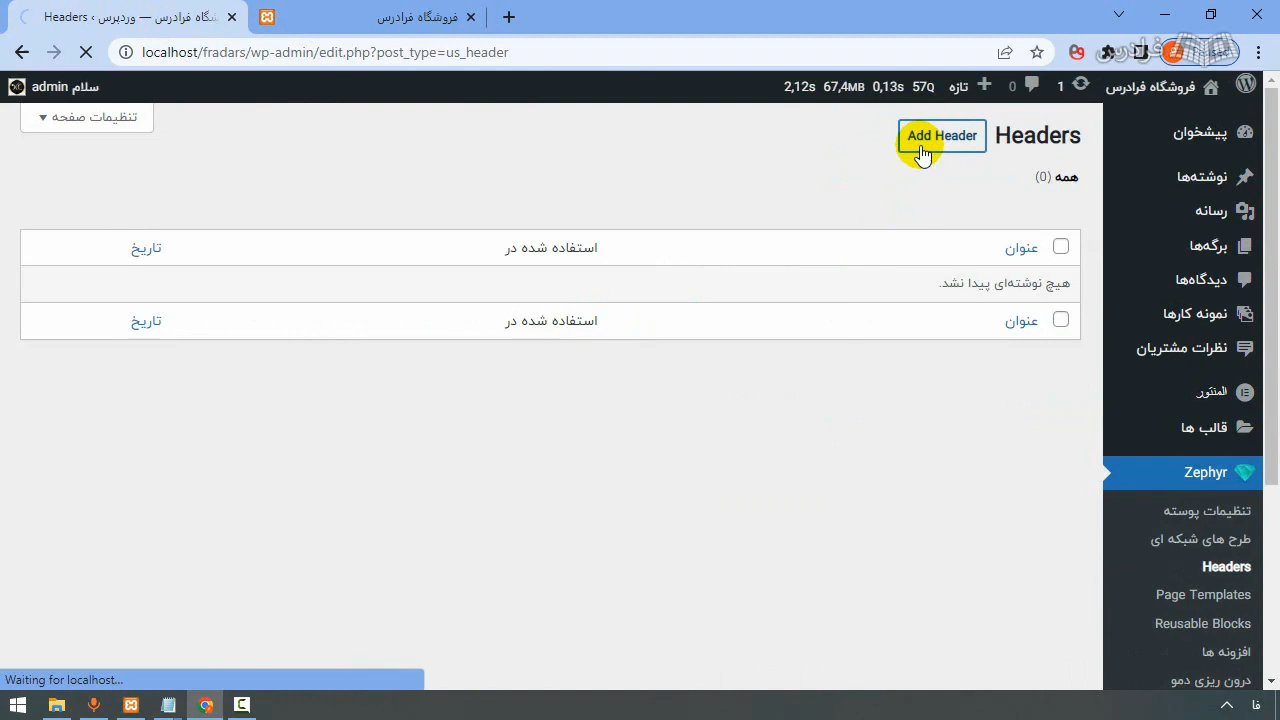 Headers ‹ فروشگاه فرادرس — وردپرس
فروشگاه فرادرس
localhost/fradars/wp-admin/edit.php?post_type=us_header
فرادرس
فروشگاه فرادرس
1
0
تازه
57Q
0,13s
67,4MB
2,12s
سلام admin
تنظیمات صفحه
Headers
Add Header
همه (0)
عنوان
استفاده شده در
تاریخ
هیچ نوشته‌ای پیدا نشد.
عنوان
استفاده شده در
تاریخ
پیشخوان
نوشته‌ها
رسانه
برگه‌ها
دیدگاه‌ها
نمونه کارها
نظرات مشتریان
المنتور
قالب ها
Zephyr
تنظیمات پوسته
طرح های شبکه ای
Headers
Page Templates
Reusable Blocks
افزونه ها
درون ریزی دمو
Waiting for localhost...
فا